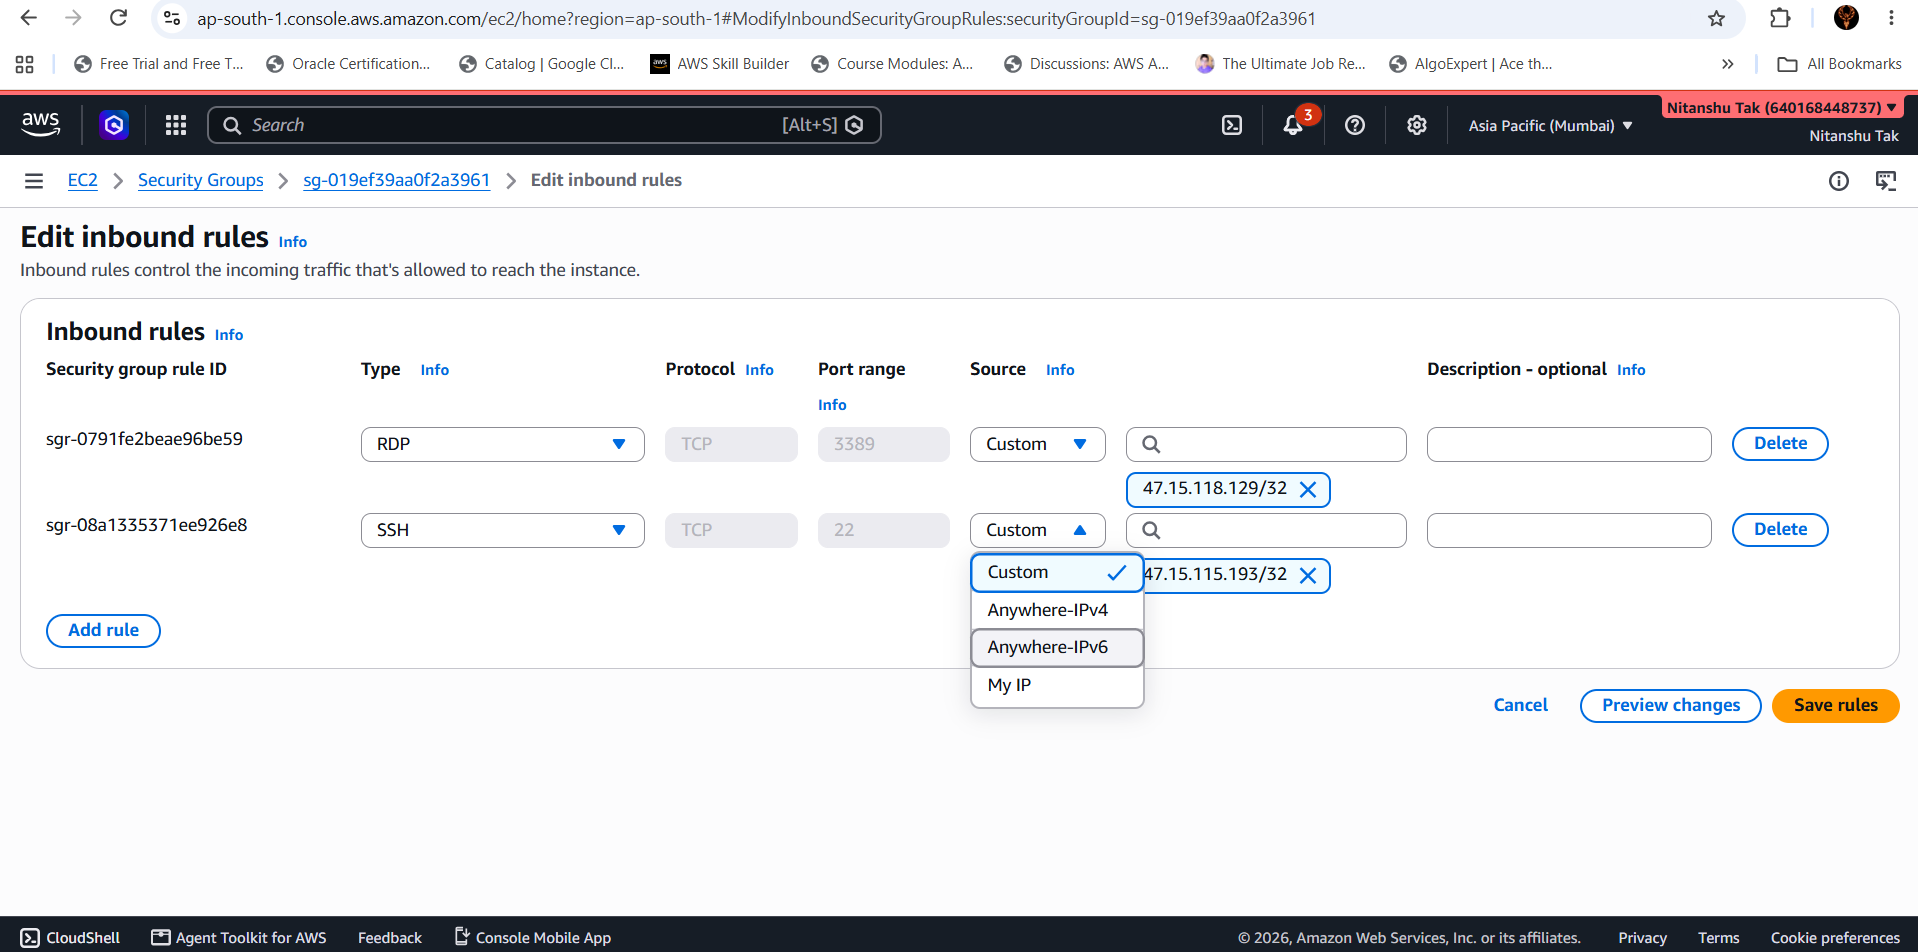 ap-south-1.console.aws.amazon.com/ec2/home?region=ap-south-1#ModifyInboundSecurityGroupRules:securityGroupId=sg-019ef39aa0f2a3961
Free Trial and Free T... Oracle Certification... Catalog | Google Cl... aws AWS Skill Builder Course Modules: A... Discussions: AWS A... The Ultimate Job Re... AlgoExpert | Ace th... » All Bookmarks
aws Search [Alt+S] 3 Asia Pacific (Mumbai) Nitanshu Tak (640168448737)
Nitanshu Tak
EC2 Security Groups sg-019ef39aa0f2a3961 Edit inbound rules
Edit inbound rules Info
Inbound rules control the incoming traffic that's allowed to reach the instance.
Inbound rules Info
Security group rule ID Type Info Protocol Info Port range Source Info Description - optional Info
Info
sgr-0791fe2beae96be59 RDP TCP 3389 Custom Delete
47.15.118.129/32
sgr-08a1335371ee926e8 SSH TCP 22 Custom Delete
Custom 47.15.115.193/32
Anywhere-IPv4
Add rule
Anywhere-IPv6
My IP
Cancel Preview changes Save rules
CloudShell Agent Toolkit for AWS Feedback Console Mobile App © 2026, Amazon Web Services, Inc. or its affiliates. Privacy Terms Cookie preferences